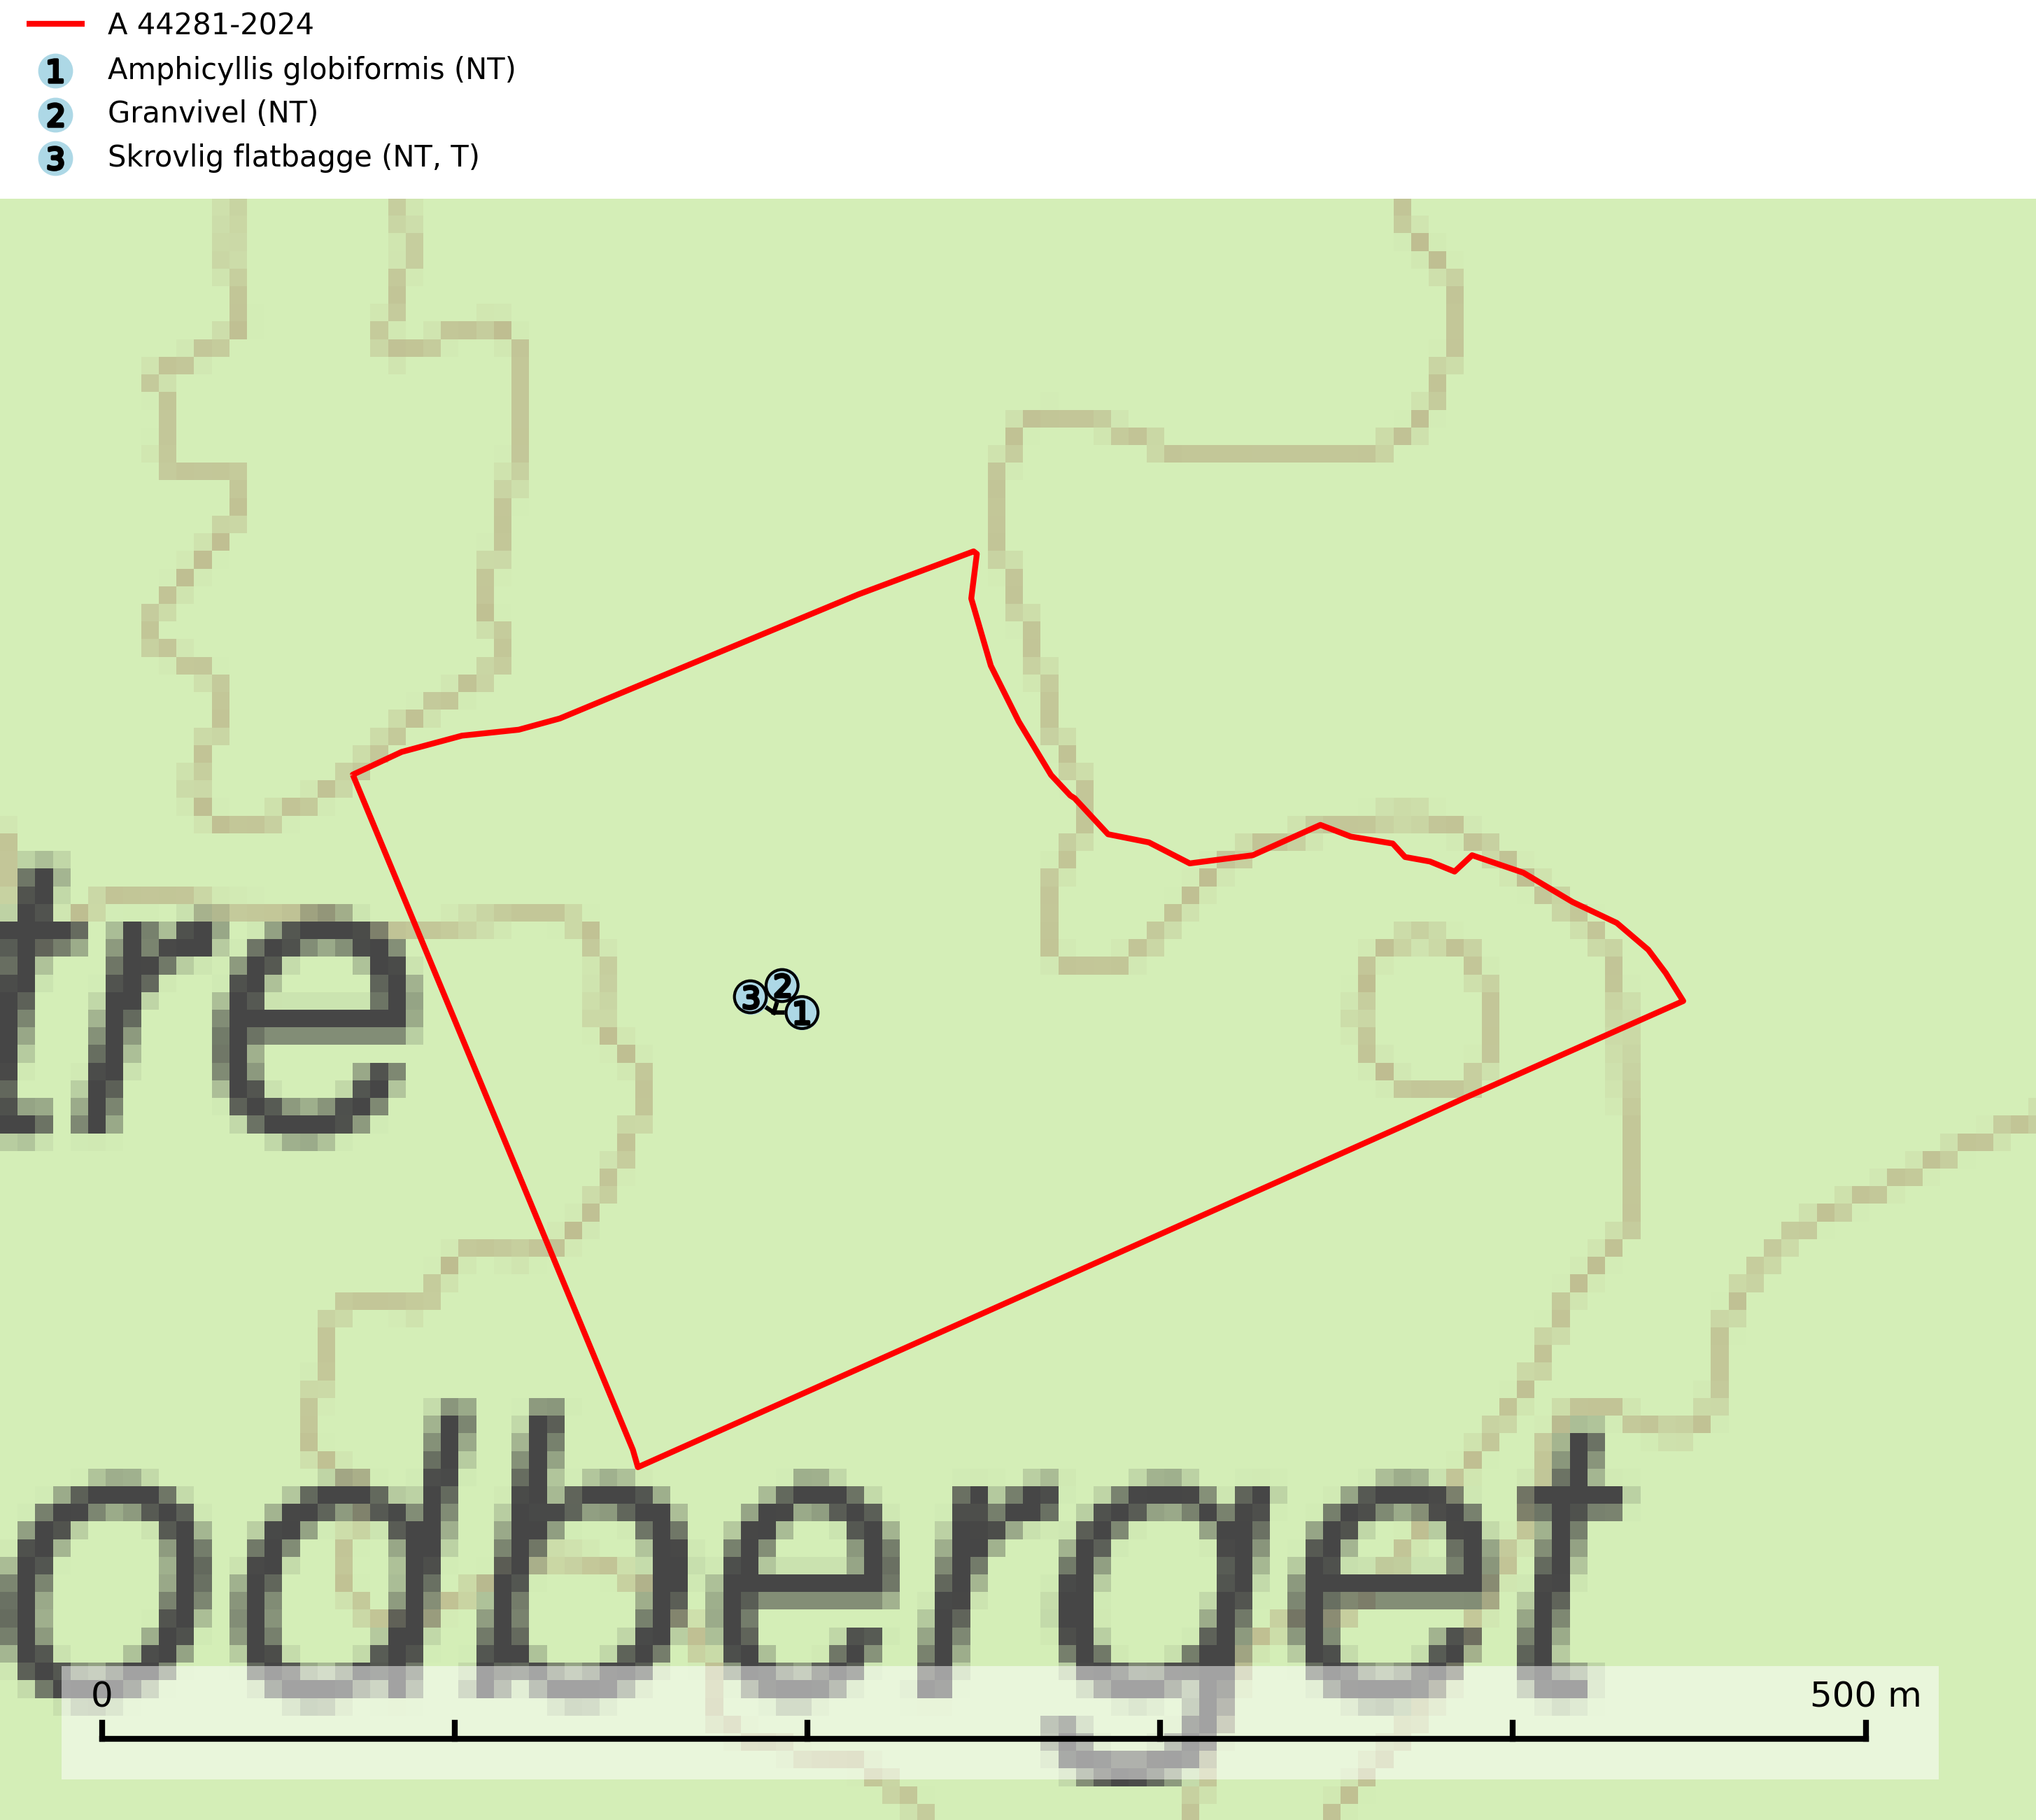 A 44281-2024
1 Amphicyllis globiformis (NT)
2 Granvivel (NT)
3 Skrovlig flatbagge (NT, T)
tre
2
3
1
odberget
0 500 m